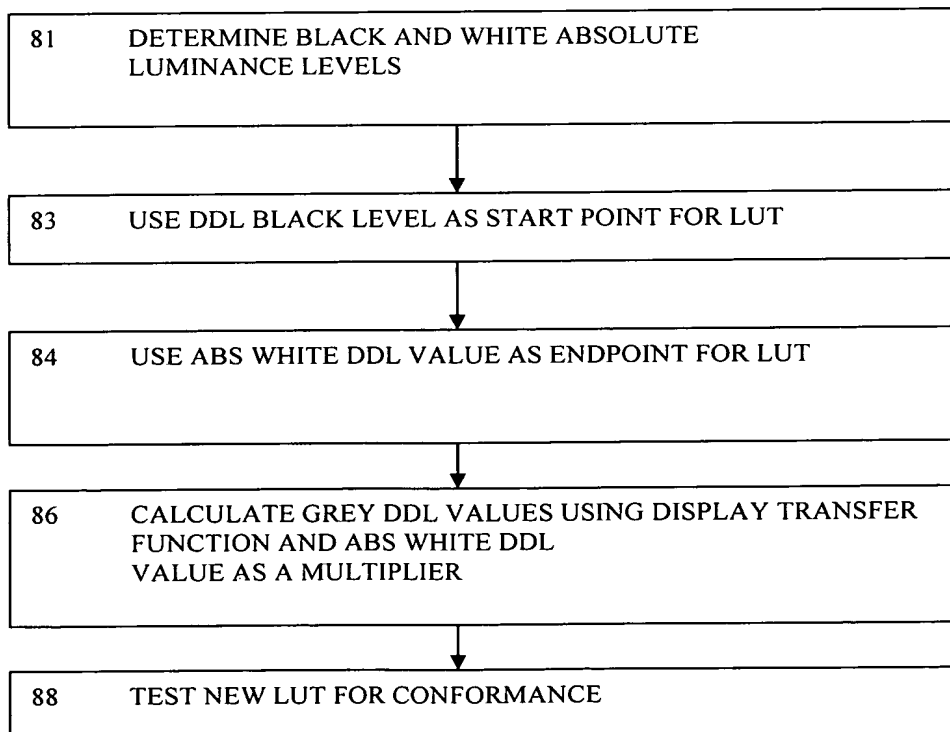 81 DETERMINE BLACK AND WHITE ABSOLUTE
LUMINANCE LEVELS
83 USE DDL BLACK LEVEL AS START POINT FOR LUT
84 USE ABS WHITE DDL VALUE AS ENDPOINT FOR LUT
86 CALCULATE GREY DDL VALUES USING DISPLAY TRANSFER
FUNCTION AND ABS WHITE DDL
VALUE AS A MULTIPLIER
88 TEST NEW LUT FOR CONFORMANCE